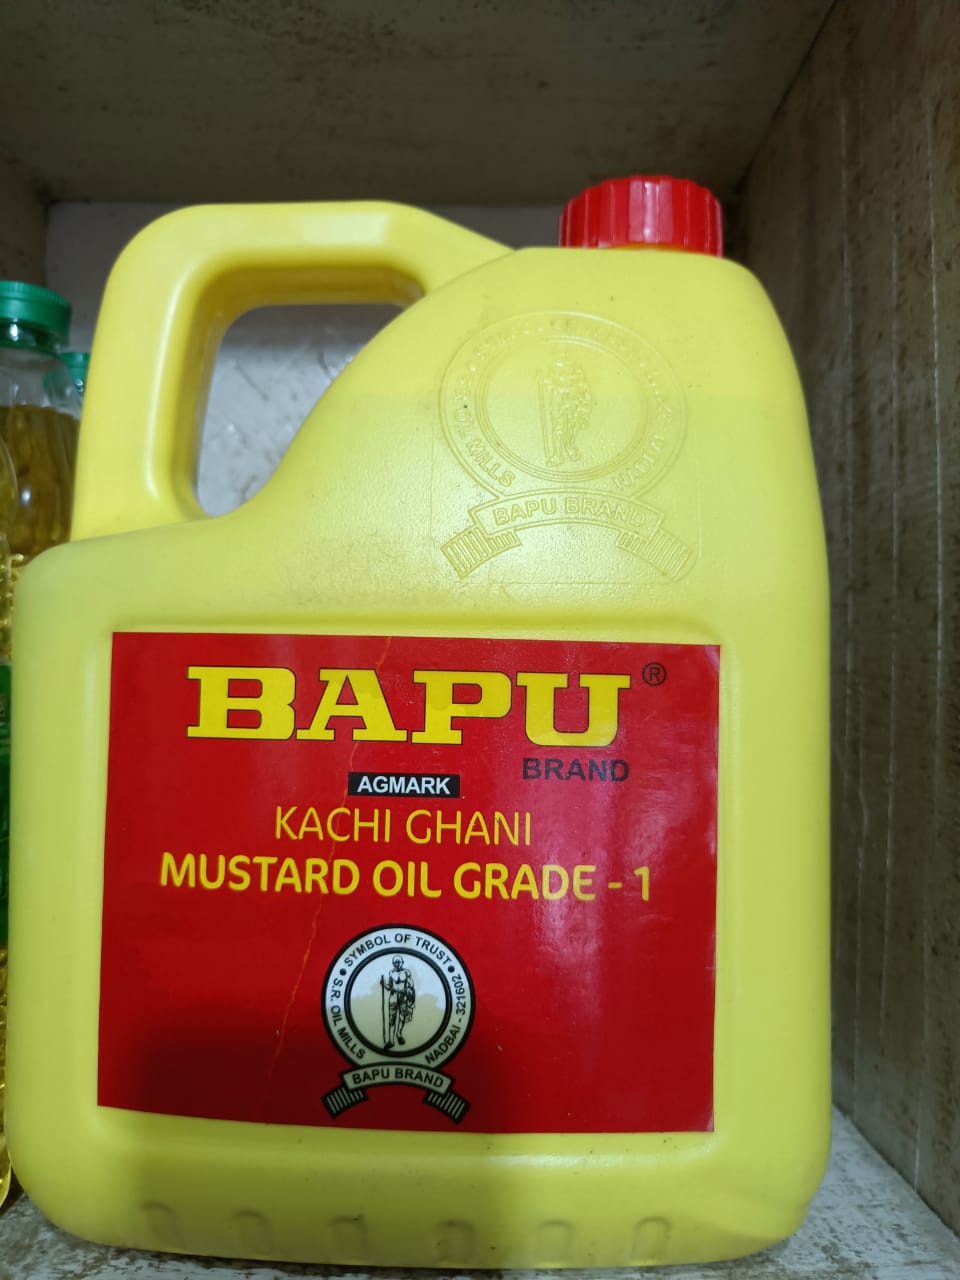 S.R. OIL MILLS
NADBAI
BAPU BRAND
BAPU®
BRAND
AGMARK
KACHI GHANI
MUSTARD OIL GRADE - 1
SYMBOL OF TRUST
S.R. OIL MILLS
NADBAI - 321602
BAPU BRAND